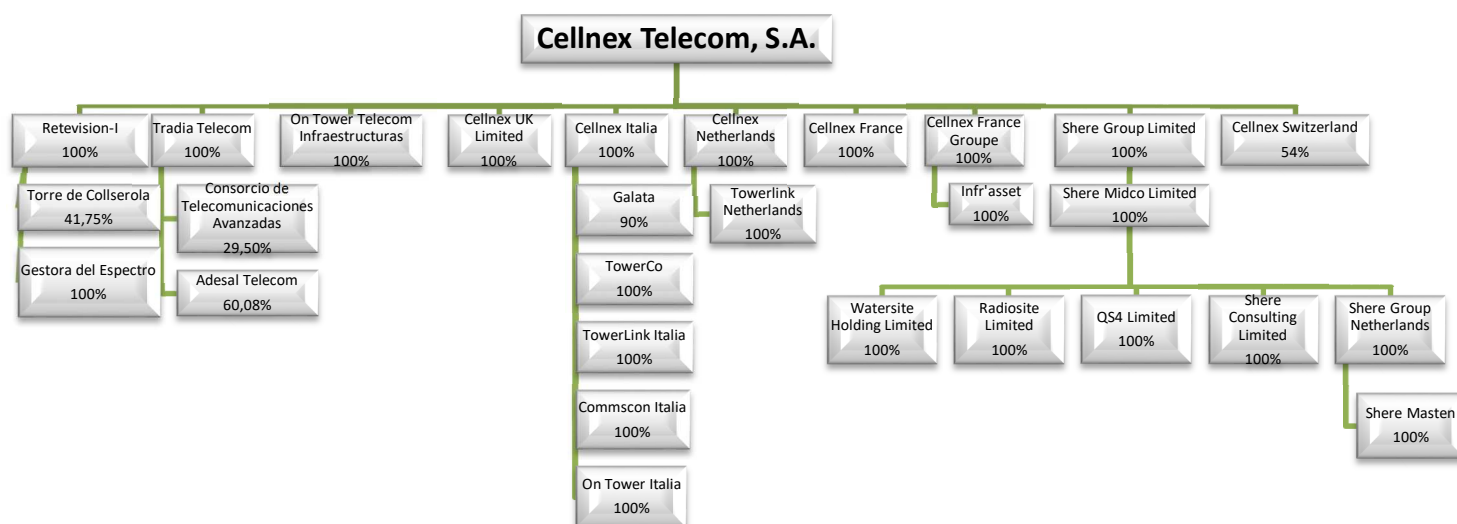 Cellnex Telecom, S.A.
Retevision-I
100%
Tradia Telecom
100%
On Tower Telecom
Infraestructuras
100%
Cellnex UK
Limited
100%
Cellnex Italia
100%
Cellnex
Netherlands
100%
Cellnex France
100%
Cellnex France
Groupe
100%
Shere Group Limited
100%
Cellnex Switzerland
54%
Torre de Collserola
41,75%
Consorcio de
Telecomunicaciones
Avanzadas
29,50%
Galata
90%
Towerlink
Netherlands
100%
Infr'asset
100%
Shere Midco Limited
100%
Gestora del Espectro
100%
Adesal Telecom
60,08%
TowerCo
100%
Watersite
Holding Limited
100%
Radiosite
Limited
100%
QS4 Limited
100%
Shere
Consulting
Limited
100%
Shere Group
Netherlands
100%
TowerLink Italia
100%
Commscon Italia
100%
Shere Masten
100%
On Tower Italia
100%